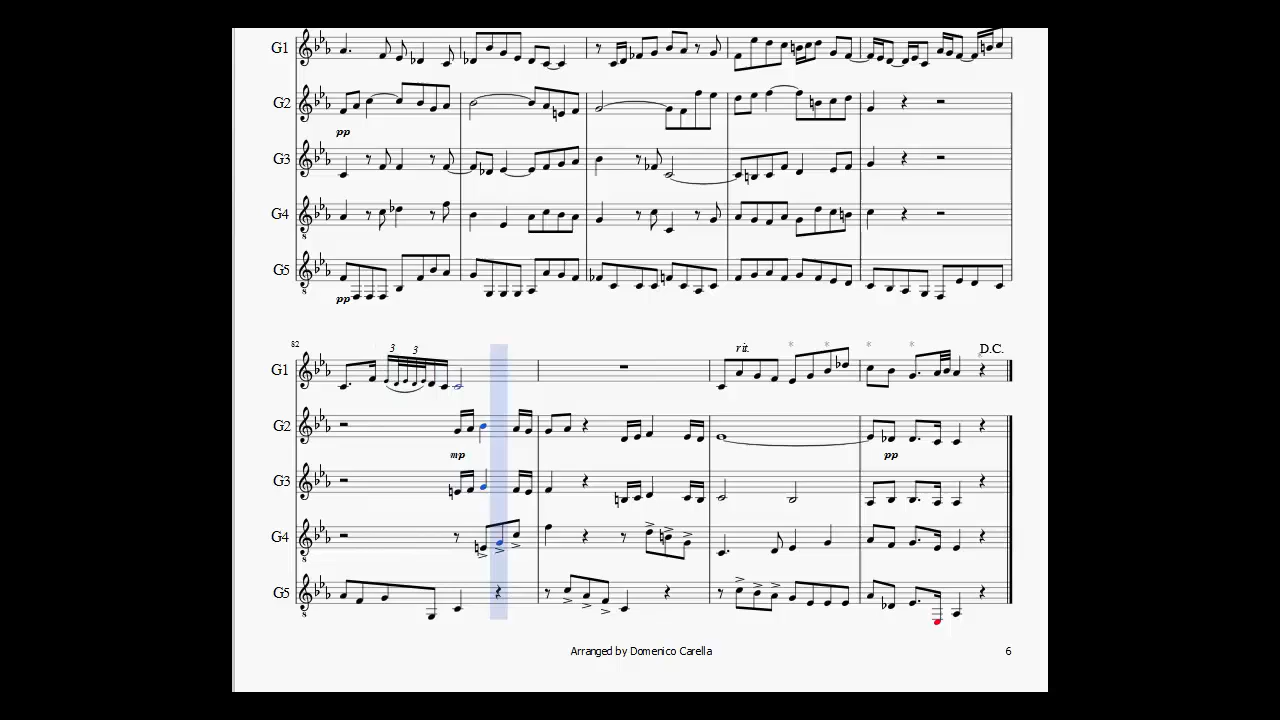 G1
G2
pp
G3
G4
G5
pp
82
3
3
rit.
D.C.
G1
G2
mp
pp
G3
G4
G5
Arranged by Domenico Carella
6